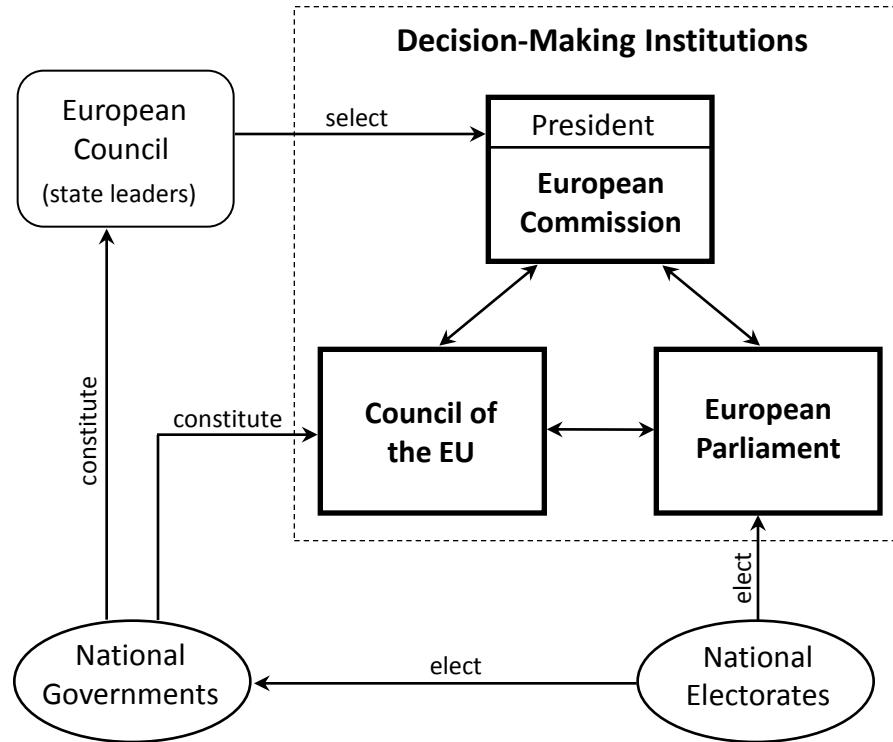 Decision-Making Institutions
European
Council
(state leaders)
select
President
European
Commission
constitute
constitute
Council of
the EU
European
Parliament
elect
National
Governments
elect
National
Electorates